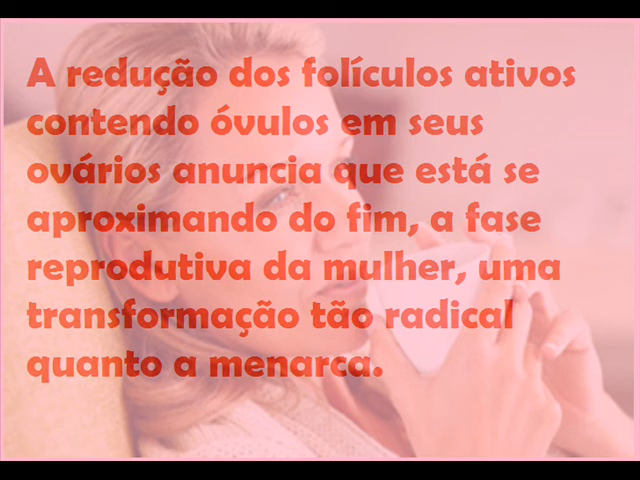 A redução dos folículos ativos
contendo óvulos em seus
ovários anuncia que está se
aproximando do fim, a fase
reprodutiva da mulher, uma
transformação tão radical
quanto a menarca.